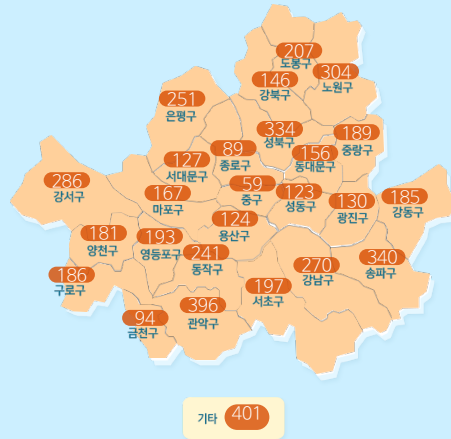 207
도봉구
304
노원구
146
강북구
251
은평구
334
성북구
189
중랑구
89
종로구
156
동대문구
127
서대문구
286
강서구
167
마포구
59
중구
123
성동구
130
광진구
185
강동구
124
용산구
181
양천구
193
영등포구
241
동작구
340
송파구
270
강남구
186
구로구
197
서초구
396
관악구
94
금천구
기타 401